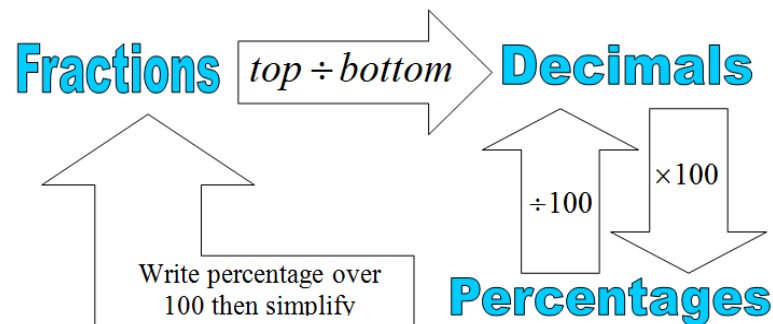 Fractions
top ÷ bottom
Decimals
÷100
×100
Write percentage over
100 then simplify
Percentages